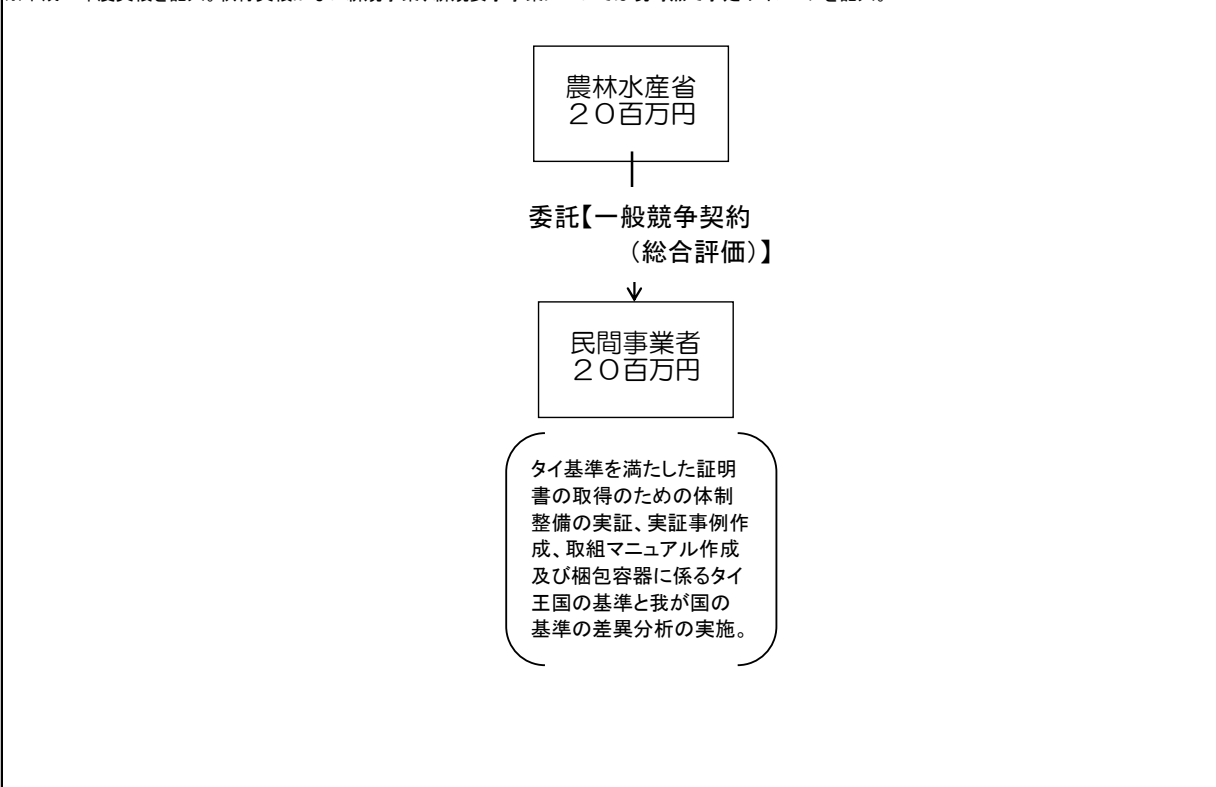 農林水産省
２０百万円
委託【一般競争契約
（総合評価）】
民間事業者
２０百万円
タイ基準を満たした証明
書の取得のための体制
整備の実証、実証事例作
成、取組マニュアル作成
及び梱包容器に係るタイ
王国の基準と我が国の
基準の差異分析の実施。